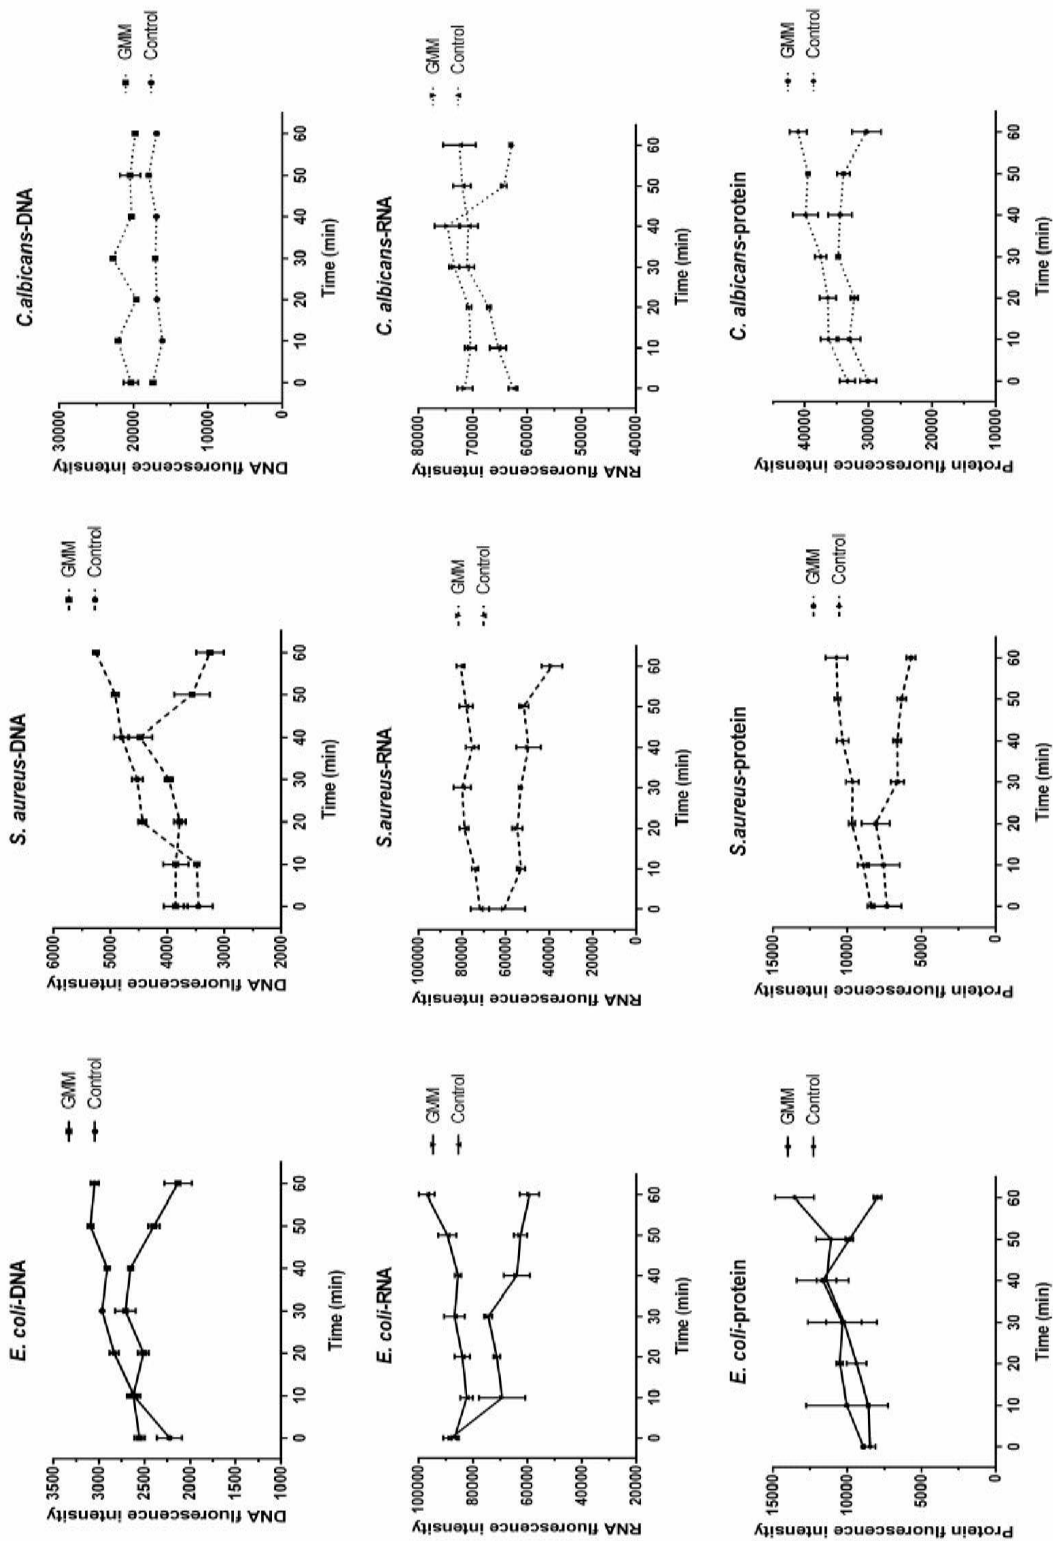 E. coli-DNA
DNA fluorescence intensity
3500
3000
2500
2000
1500
0 10 20 30 40 50 60
Time (min)
GMM
Control
S. aureus-DNA
DNA fluorescence intensity
6000
5000
4000
3000
2000
0 10 20 30 40 50 60
Time (min)
GMM
Control
C.albicans-DNA
DNA fluorescence intensity
30000
20000
10000
0
0 10 20 30 40 50 60
Time (min)
GMM
Control
E. coli-RNA
RNA fluorescence intensity
100000
80000
60000
40000
20000
0 10 20 30 40 50 60
Time (min)
GMM
Control
S.aureus-RNA
RNA fluorescence intensity
100000
80000
60000
40000
20000
0
0 10 20 30 40 50 60
Time (min)
GMM
Control
C. albicans-RNA
RNA fluorescence intensity
80000
70000
60000
50000
40000
0 10 20 30 40 50 60
Time (min)
GMM
Control
E. coli-protein
Protein fluorescence intensity
15000
10000
5000
0
0 10 20 30 40 50 60
Time (min)
GMM
Control
S.aureus-protein
Protein fluorescence intensity
15000
10000
5000
0
0 10 20 30 40 50 60
Time (min)
GMM
Control
C. albicans-protein
Protein fluorescence intensity
40000
30000
20000
10000
0 10 20 30 40 50 60
Time (min)
GMM
Control